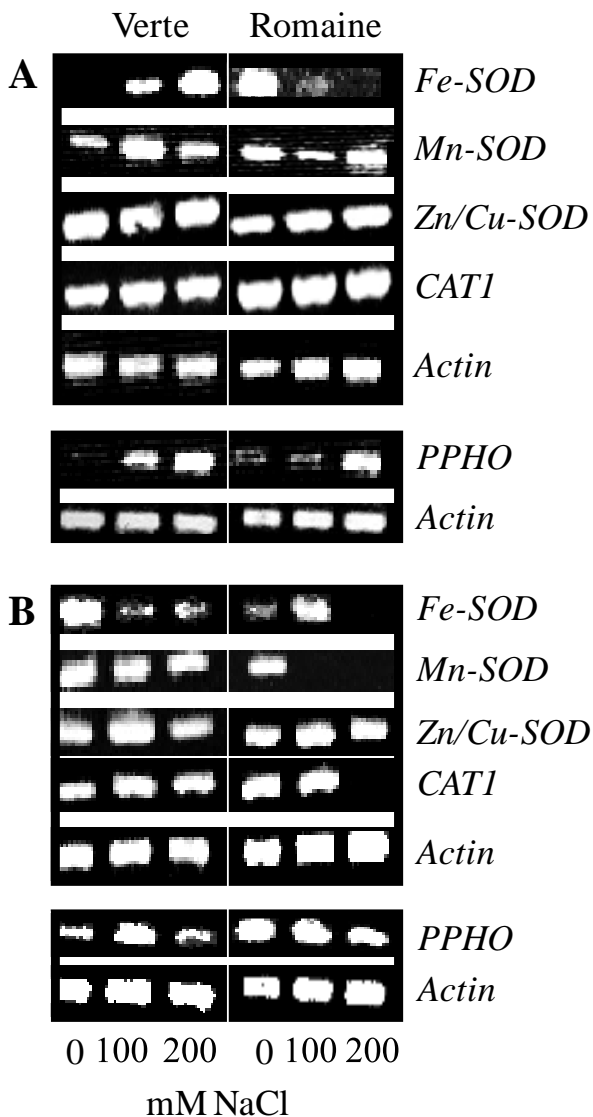 Verte Romaine
A Fe-SOD
Mn-SOD
Zn/Cu-SOD
CAT1
Actin
PPHO
Actin
B Fe-SOD
Mn-SOD
Zn/Cu-SOD
CAT1
Actin
PPHO
Actin
0 100 200 0 100 200
mM NaCl